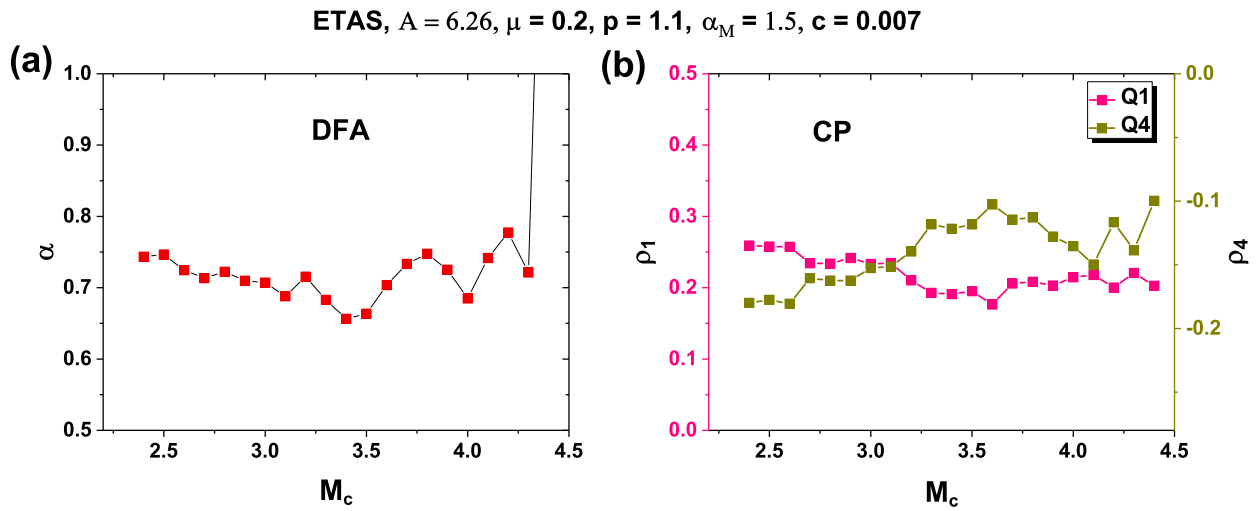 ETAS, A = 6.26, μ = 0.2, p = 1.1, α_M = 1.5, c = 0.007
(a)
1.0
0.9
0.8
0.7
0.6
0.5
α
DFA
2.5 3.0 3.5 4.0 4.5
M_c
(b)
0.5
0.4
0.3
0.2
0.1
0.0
ρ1
CP
Q1
Q4
0.0
-0.1
-0.2
ρ4
2.5 3.0 3.5 4.0 4.5
M_c